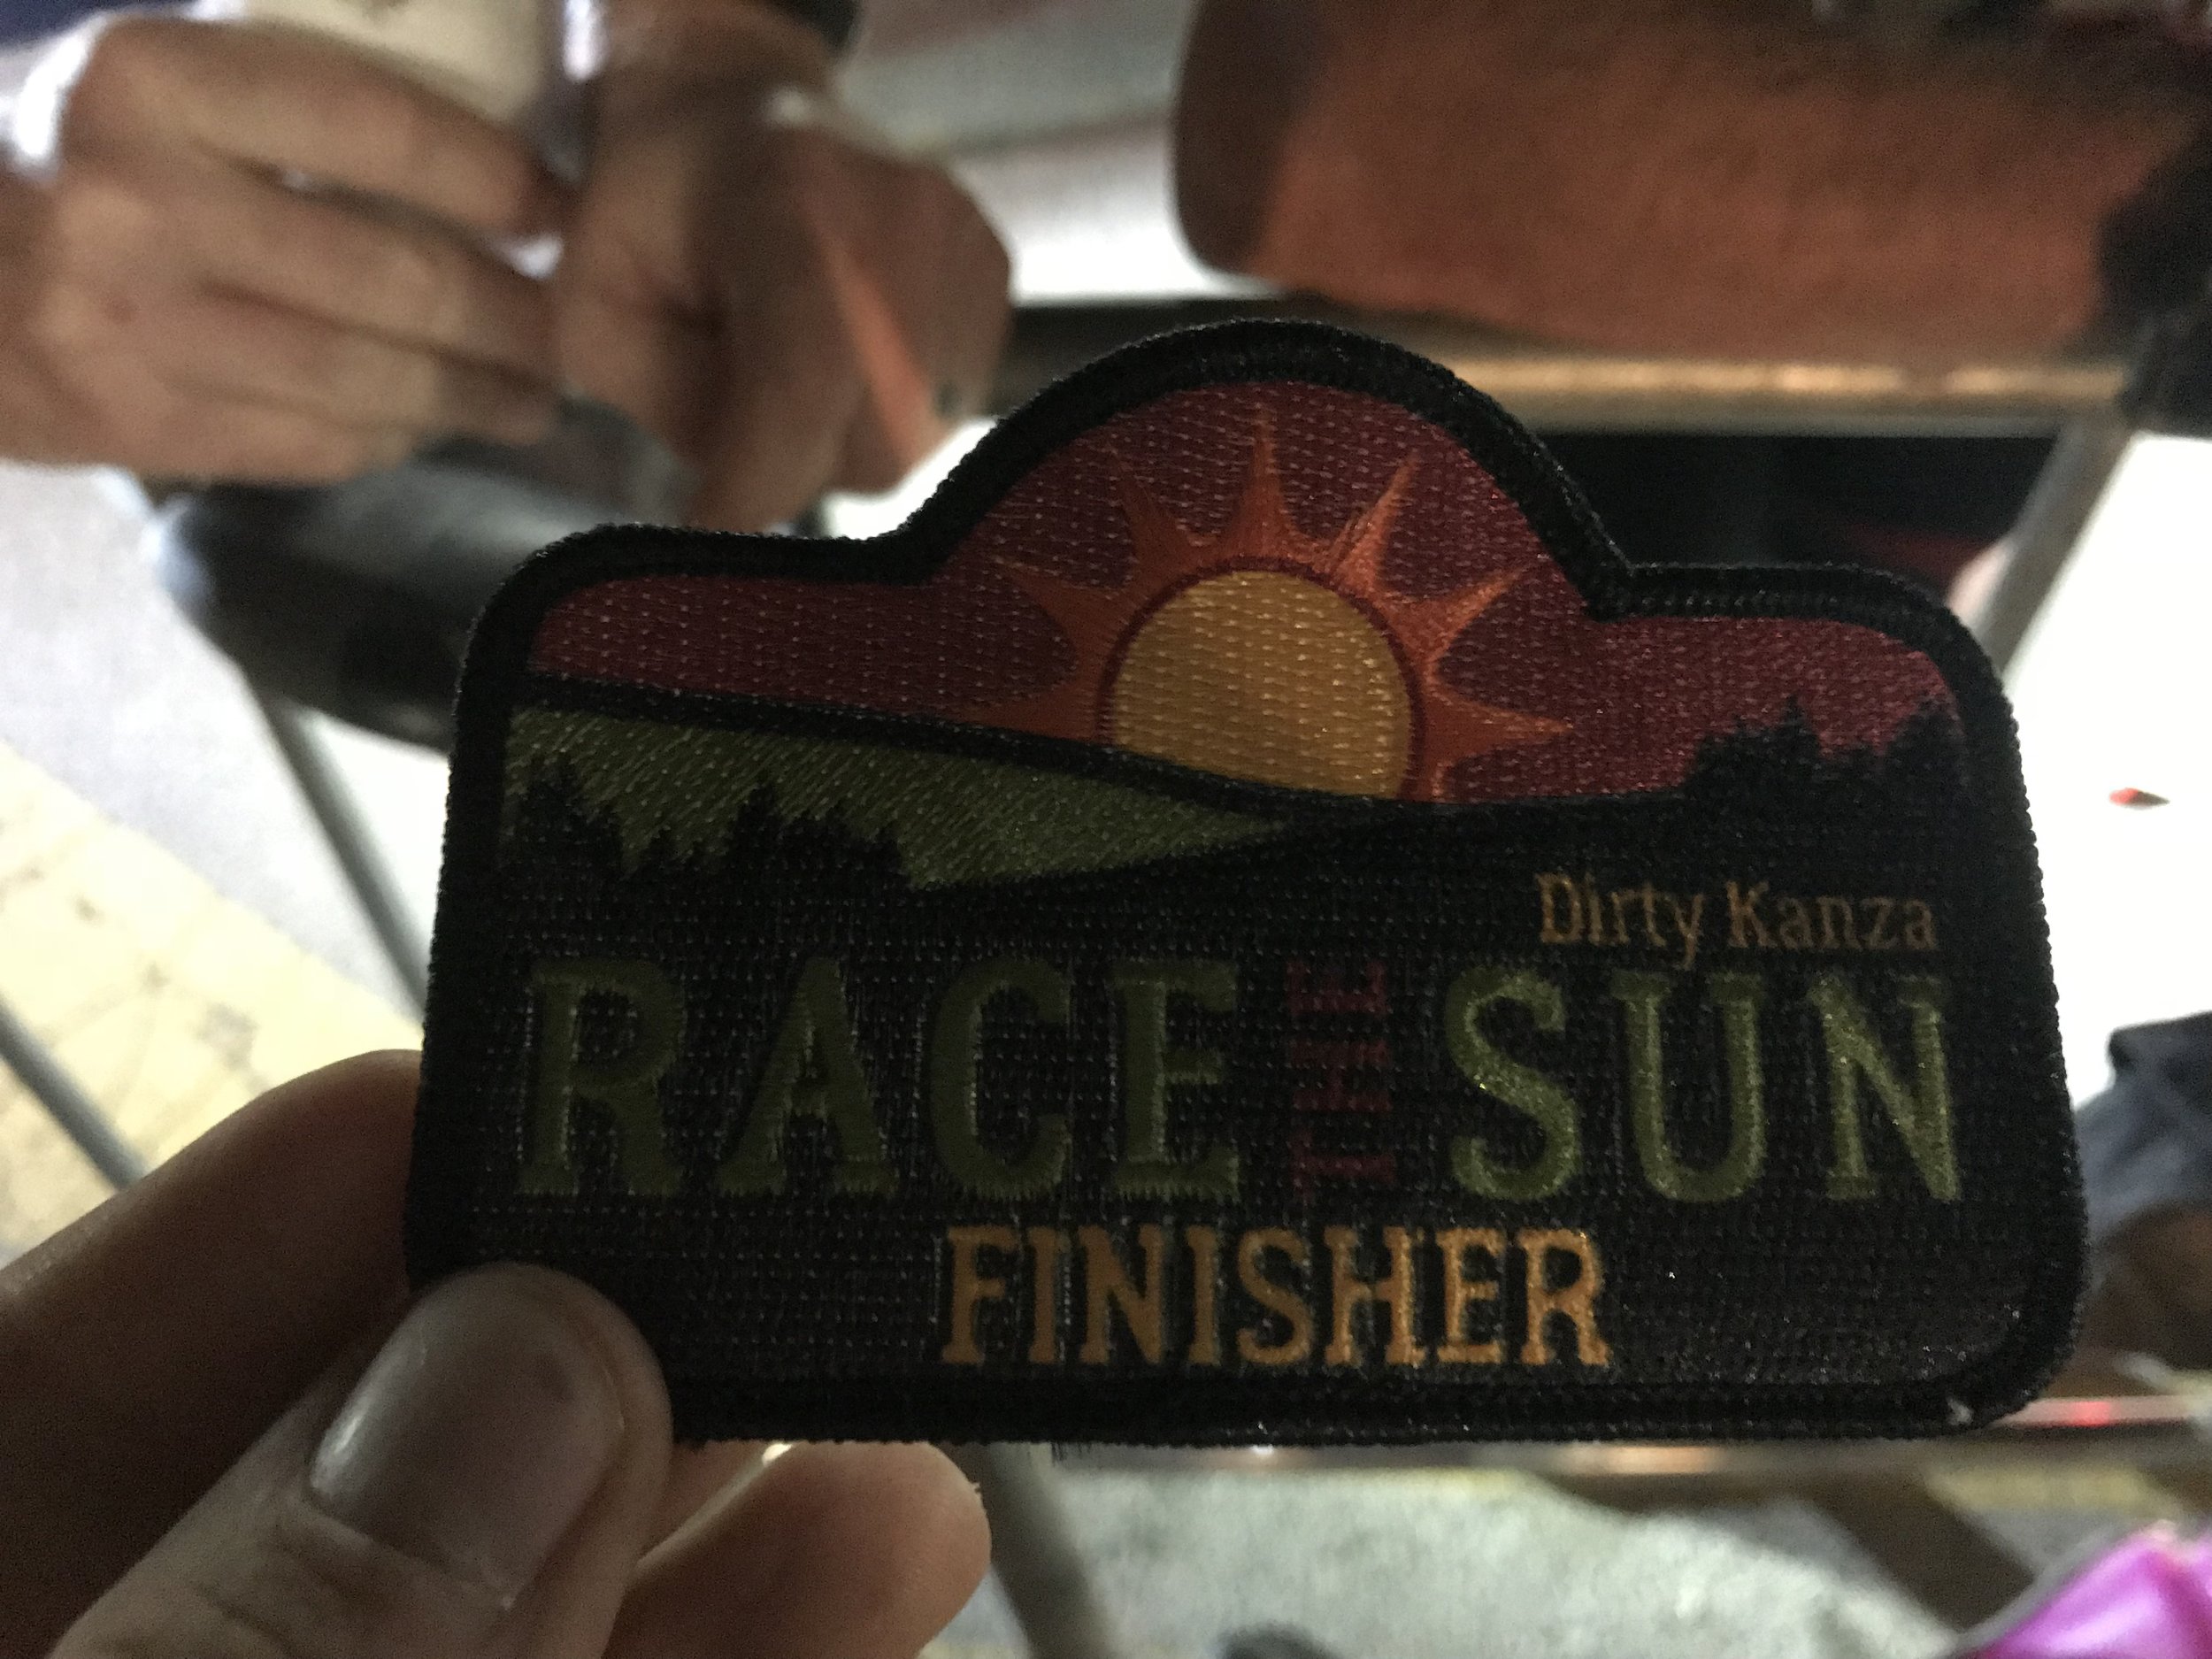 Dirty Kanza
RACE THE SUN
FINISHER